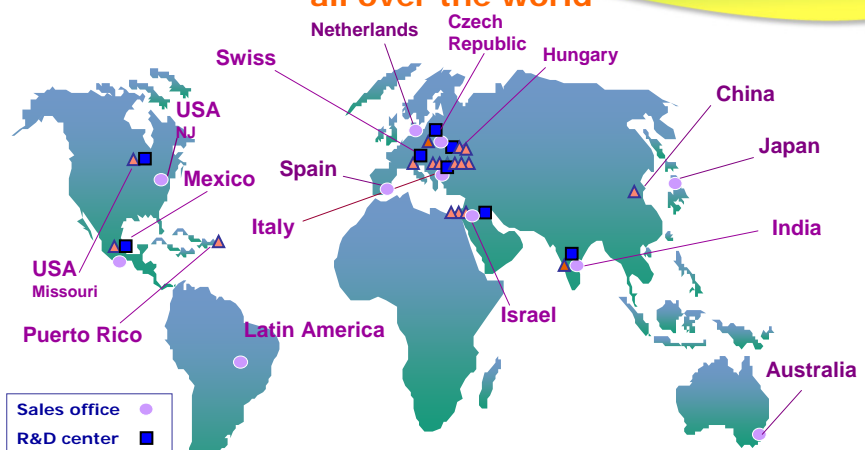 all over the world
Netherlands
Czech
Republic
Swiss
Hungary
USA
NJ
China
Japan
Spain
Mexico
Italy
India
USA
Missouri
Israel
Puerto Rico
Latin America
Australia
Sales office
R&D center